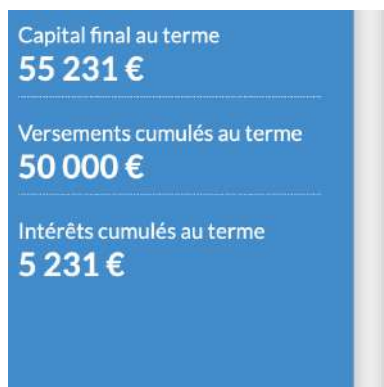 Capital final au terme
55 231 €
Versements cumulés au terme
50 000 €
Intérêts cumulés au terme
5 231 €